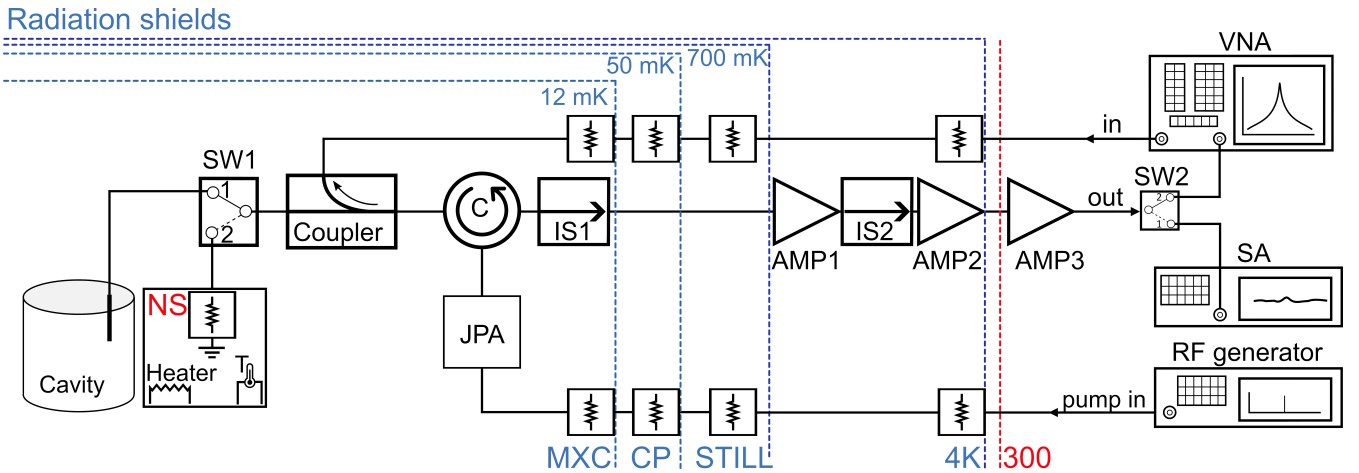 Radiation shields
VNA
50 mK
700 mK
12 mK
in
SW1
SW2
1
2
C
IS1
IS2
out
2
1
Coupler
AMP1
AMP2
AMP3
SA
NS
JPA
Heater
T
Cavity
RF generator
pump in
MXC
CP
STILL
4K
300